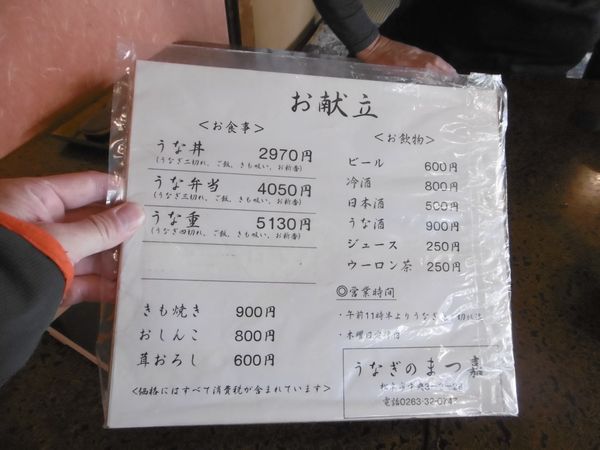 お献立
<お食事>
うな丼 2970円
(うなぎ二切れ、ご飯、きも吸い、お新香)
うな弁当 4050円
(うなぎ三切れ、ご飯、きも吸い、お新香)
うな重 5130円
(うなぎ四切れ、ご飯、きも吸い、お新香)
きも焼き 900円
おしんこ 800円
茸おろし 600円
<価格にはすべて消費税が含まれています>
<お飲物>
ビール 600円
冷酒 800円
日本酒 500円
うな酒 900円
ジュース 250円
ウーロン茶 250円
◎営業時間
・午前11時半よりうなぎ
・木曜日定休日
うなぎのまつ嘉
電話0263-32-07